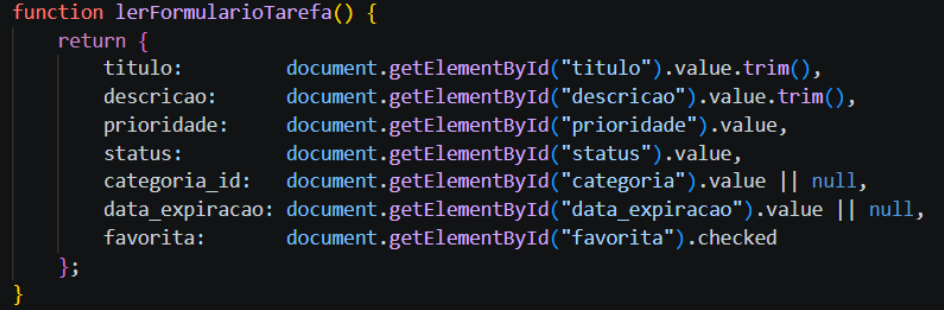 function lerFormularioTarefa() {
    return {
        titulo:         document.getElementById("titulo").value.trim(),
        descricao:      document.getElementById("descricao").value.trim(),
        prioridade:     document.getElementById("prioridade").value,
        status:         document.getElementById("status").value,
        categoria_id:   document.getElementById("categoria").value || null,
        data_expiracao: document.getElementById("data_expiracao").value || null,
        favorita:       document.getElementById("favorita").checked
    };
}